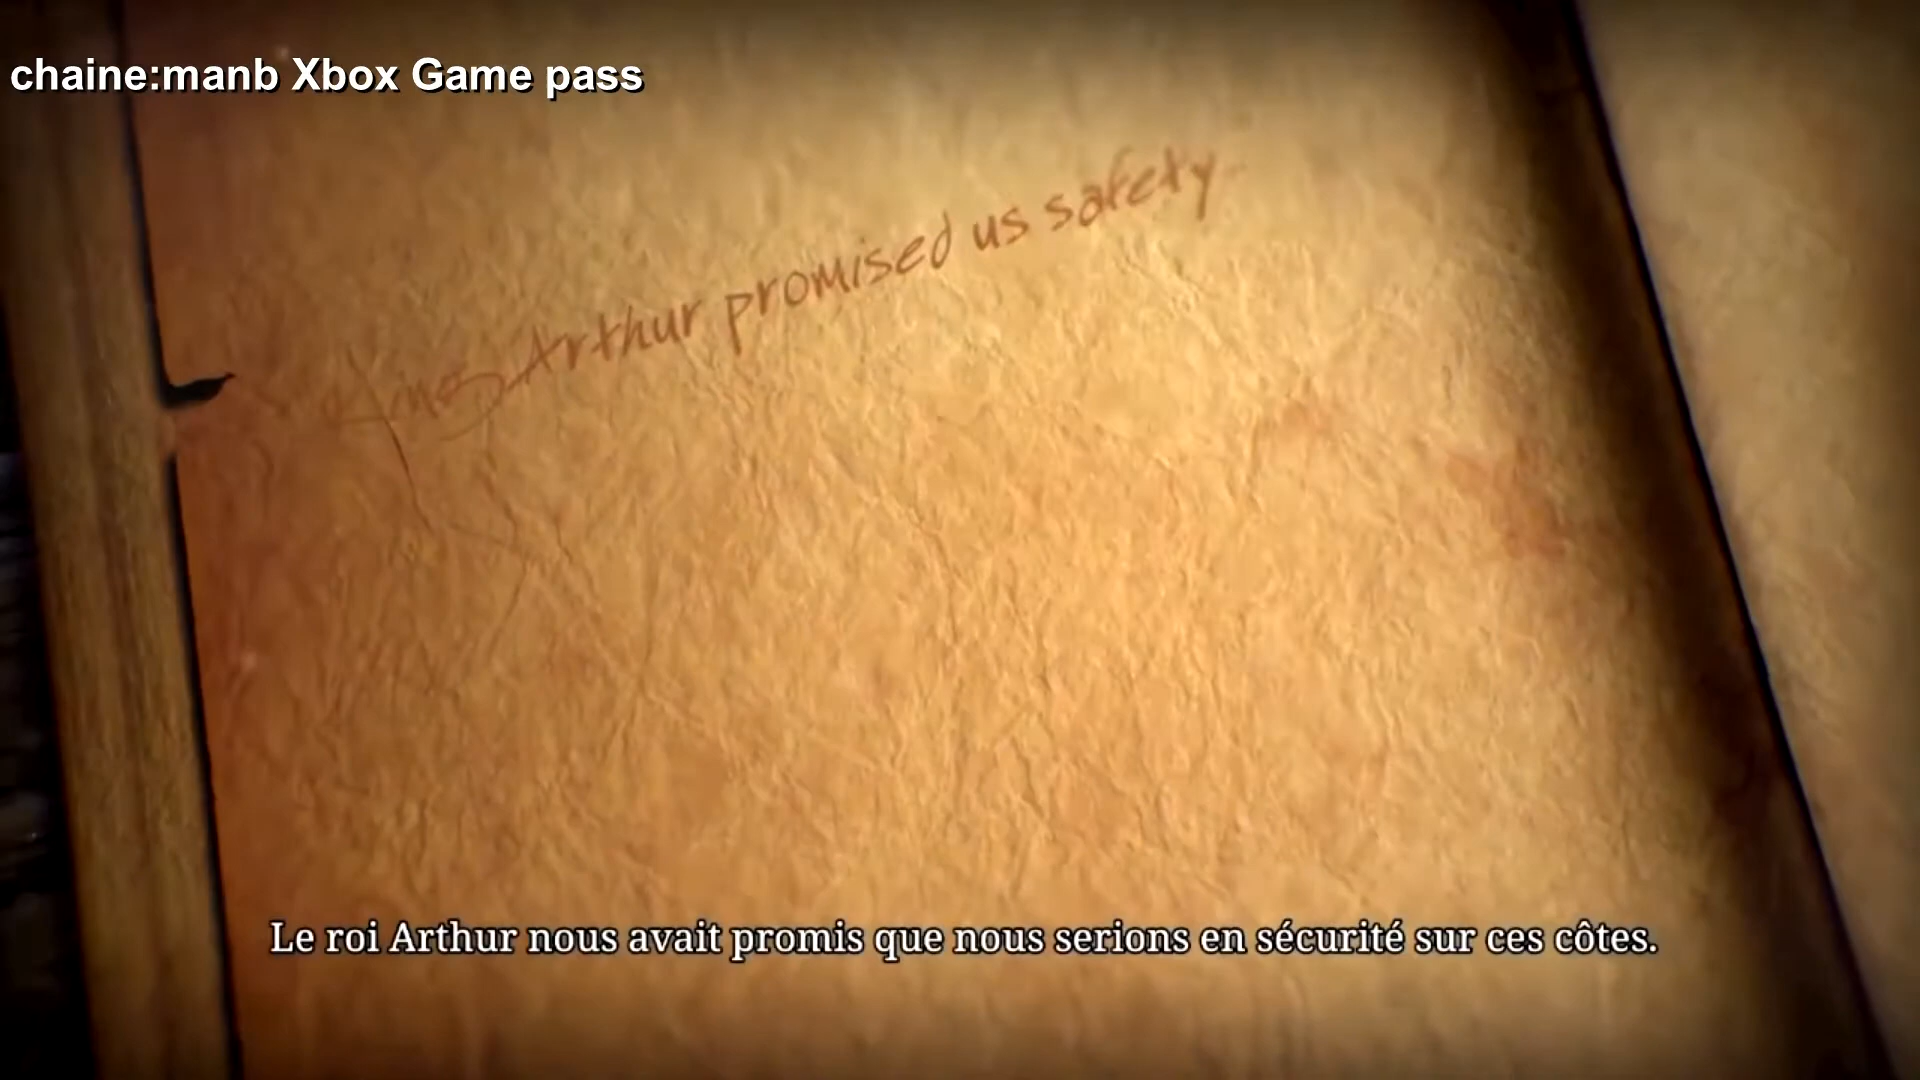 chaine:manb Xbox Game pass
King Arthur promised us safety
Le roi Arthur nous avait promis que nous serions en sécurité sur ces côtes.